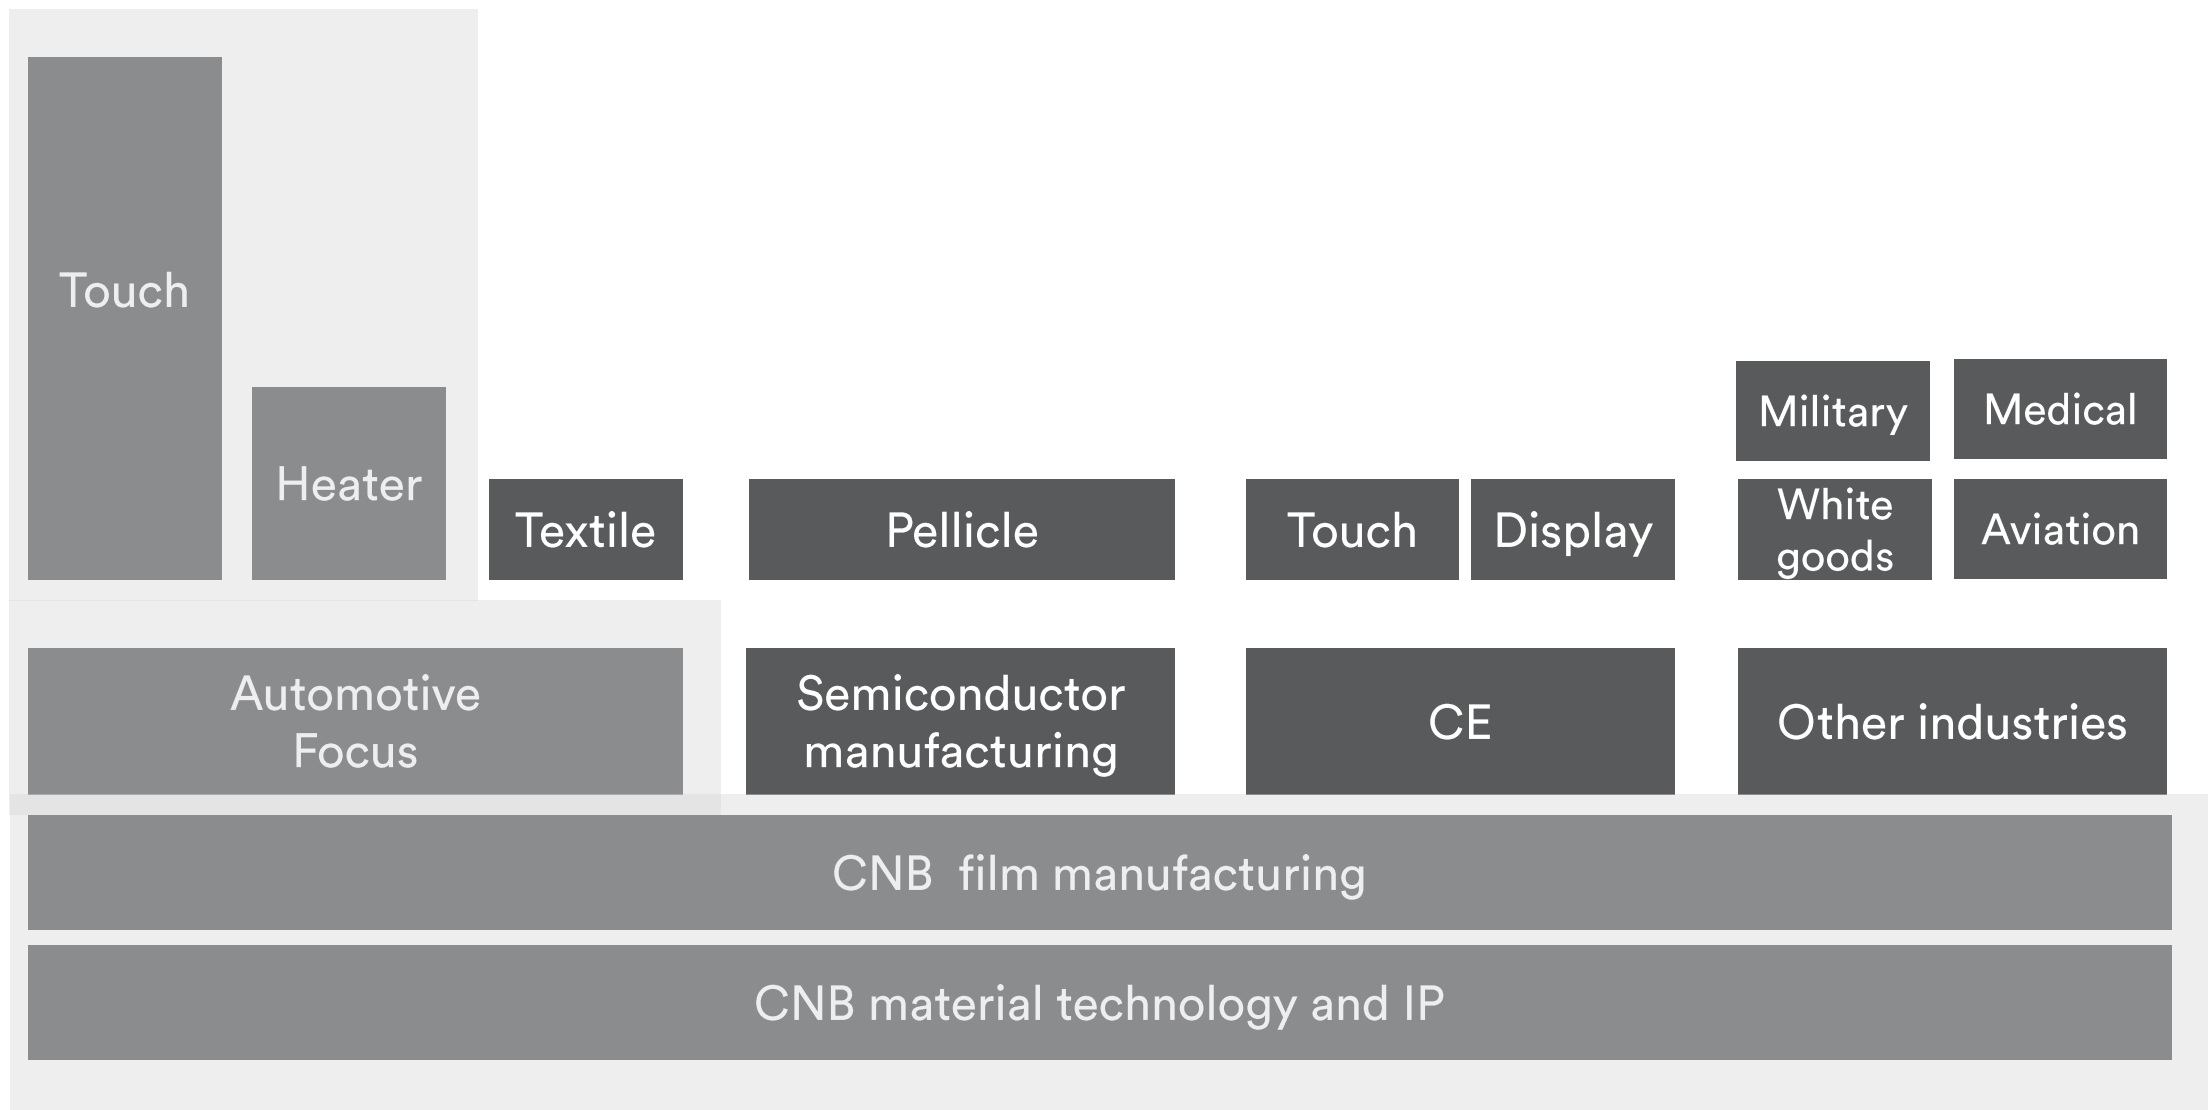 Touch
Heater
Textile
Pellicle
Touch
Display
Military
Medical
White
goods
Aviation
Automotive
Focus
Semiconductor
manufacturing
CE
Other industries
CNB film manufacturing
CNB material technology and IP